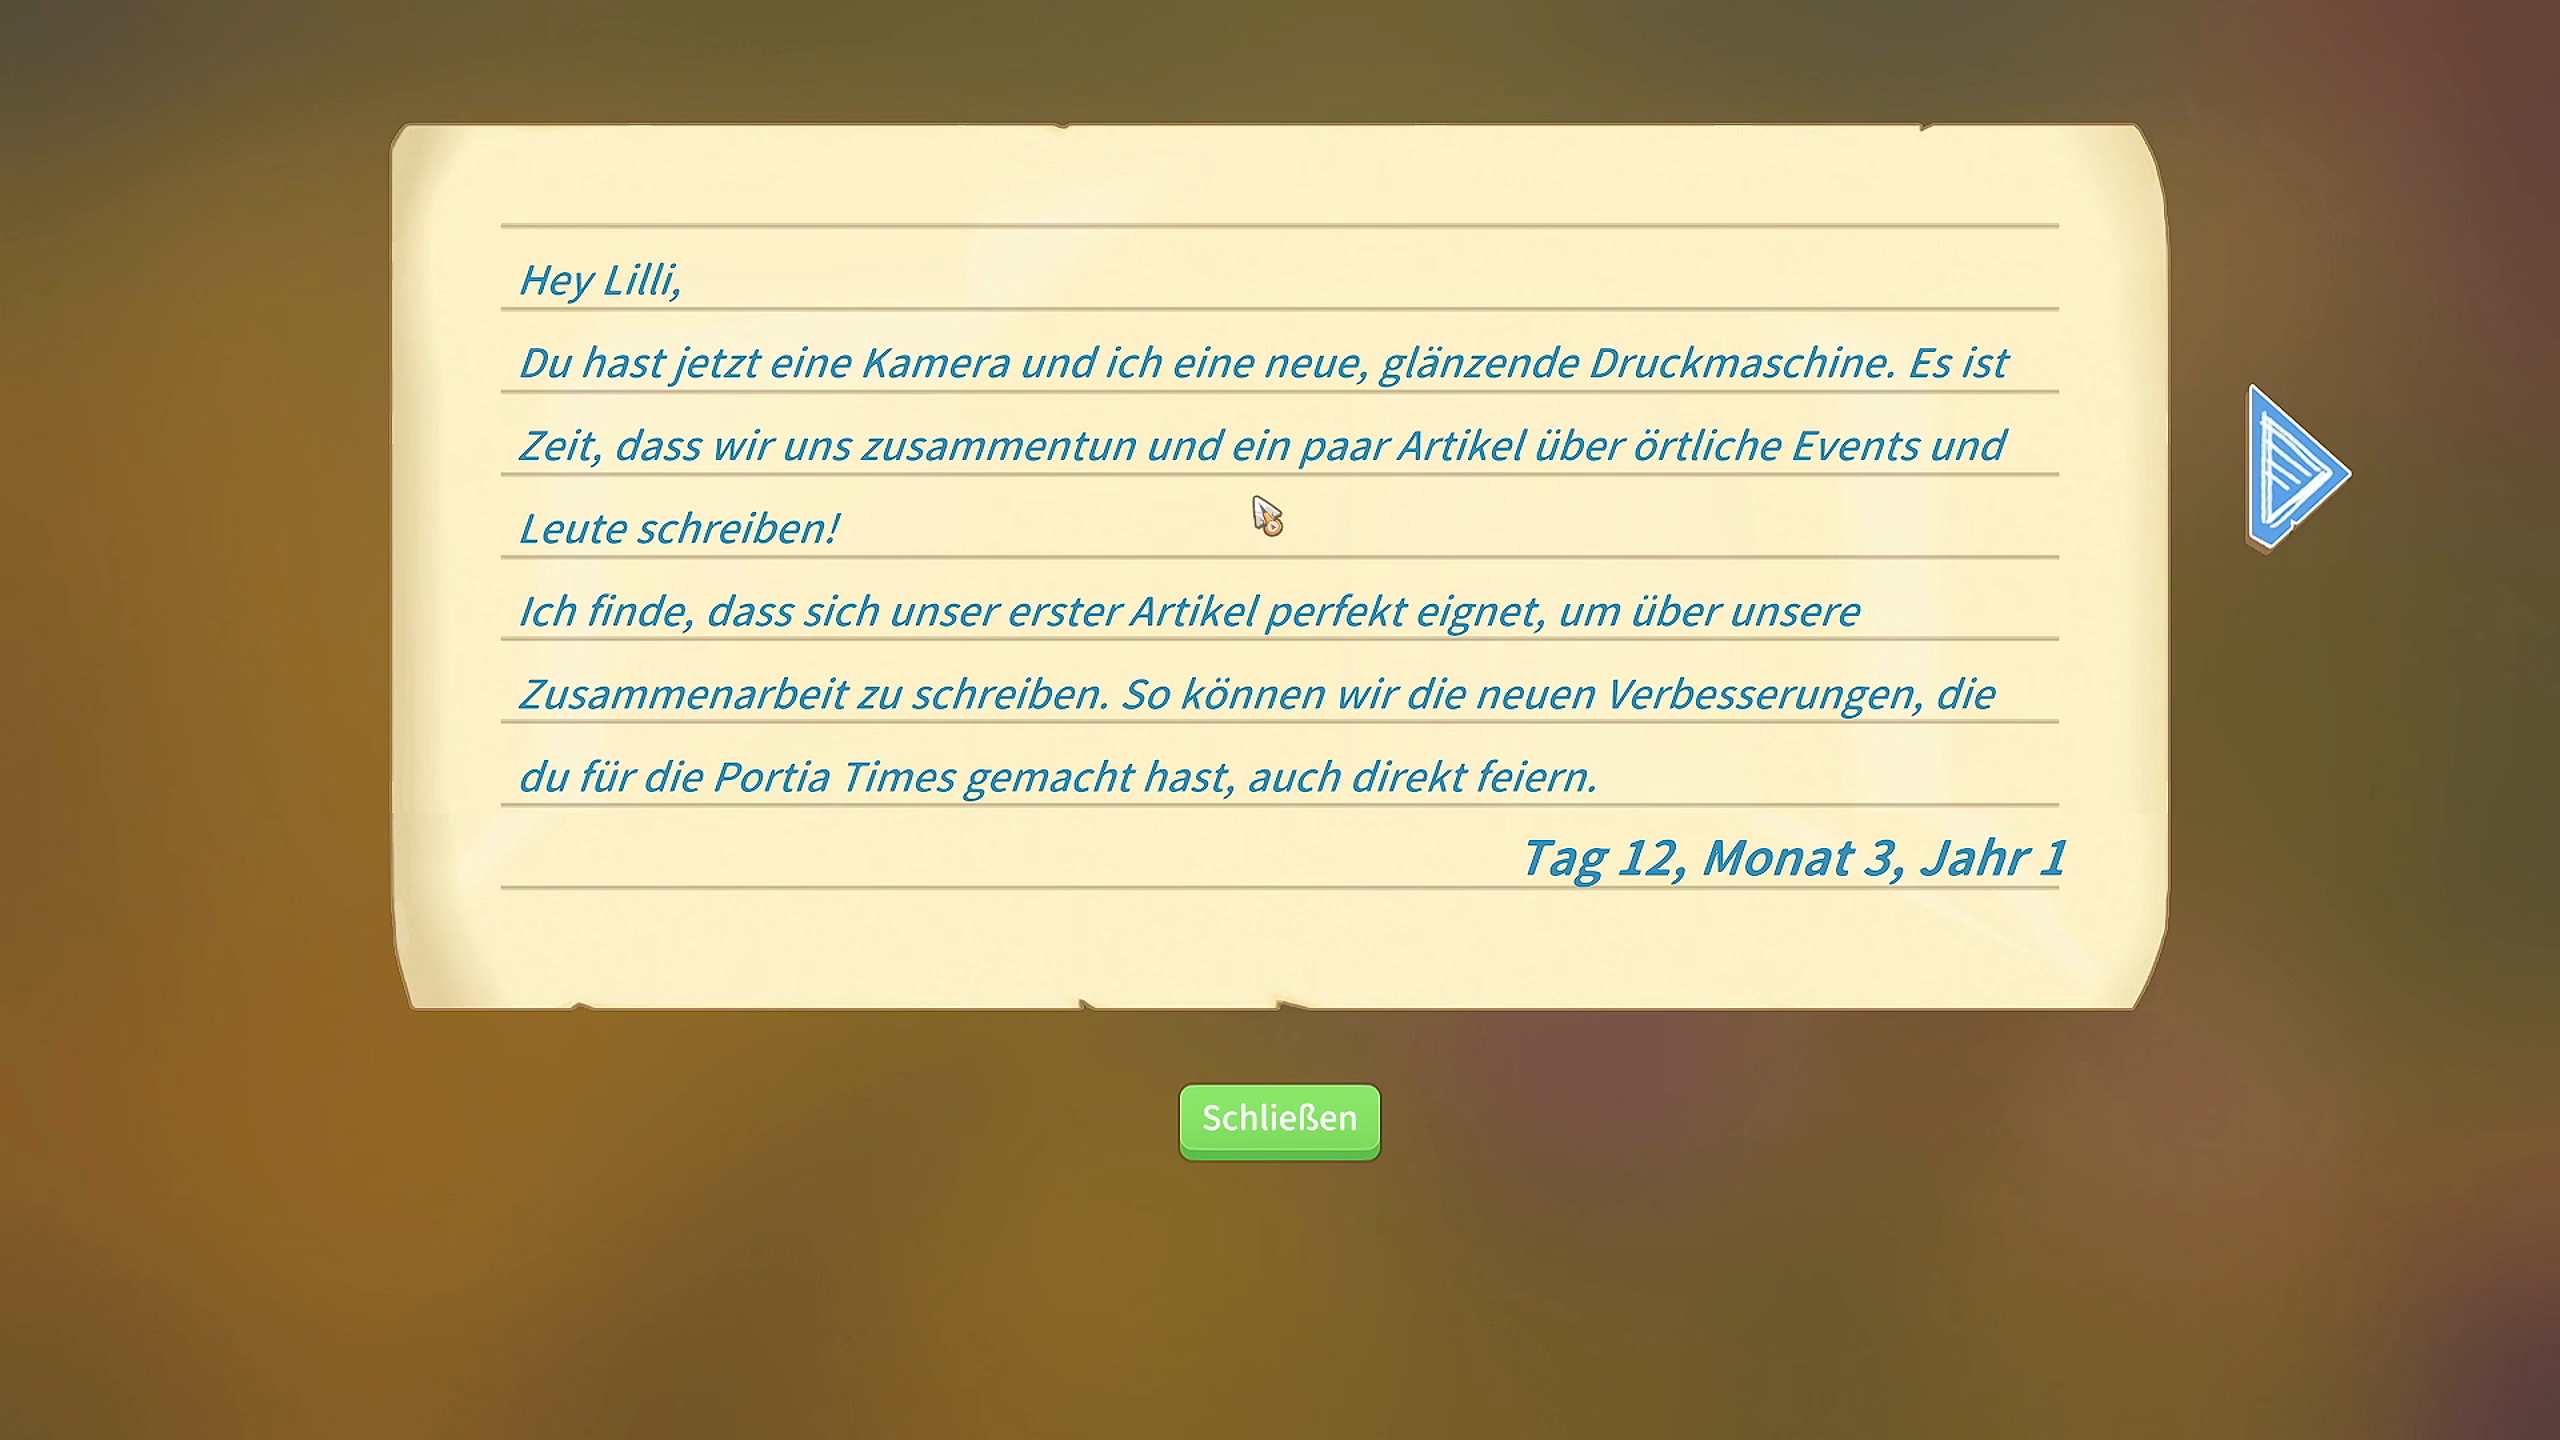 Hey Lilli,
Du hast jetzt eine Kamera und ich eine neue, glänzende Druckmaschine. Es ist
Zeit, dass wir uns zusammentun und ein paar Artikel über örtliche Events und
Leute schreiben!
Ich finde, dass sich unser erster Artikel perfekt eignet, um über unsere
Zusammenarbeit zu schreiben. So können wir die neuen Verbesserungen, die
du für die Portia Times gemacht hast, auch direkt feiern.
Tag 12, Monat 3, Jahr 1
Schließen